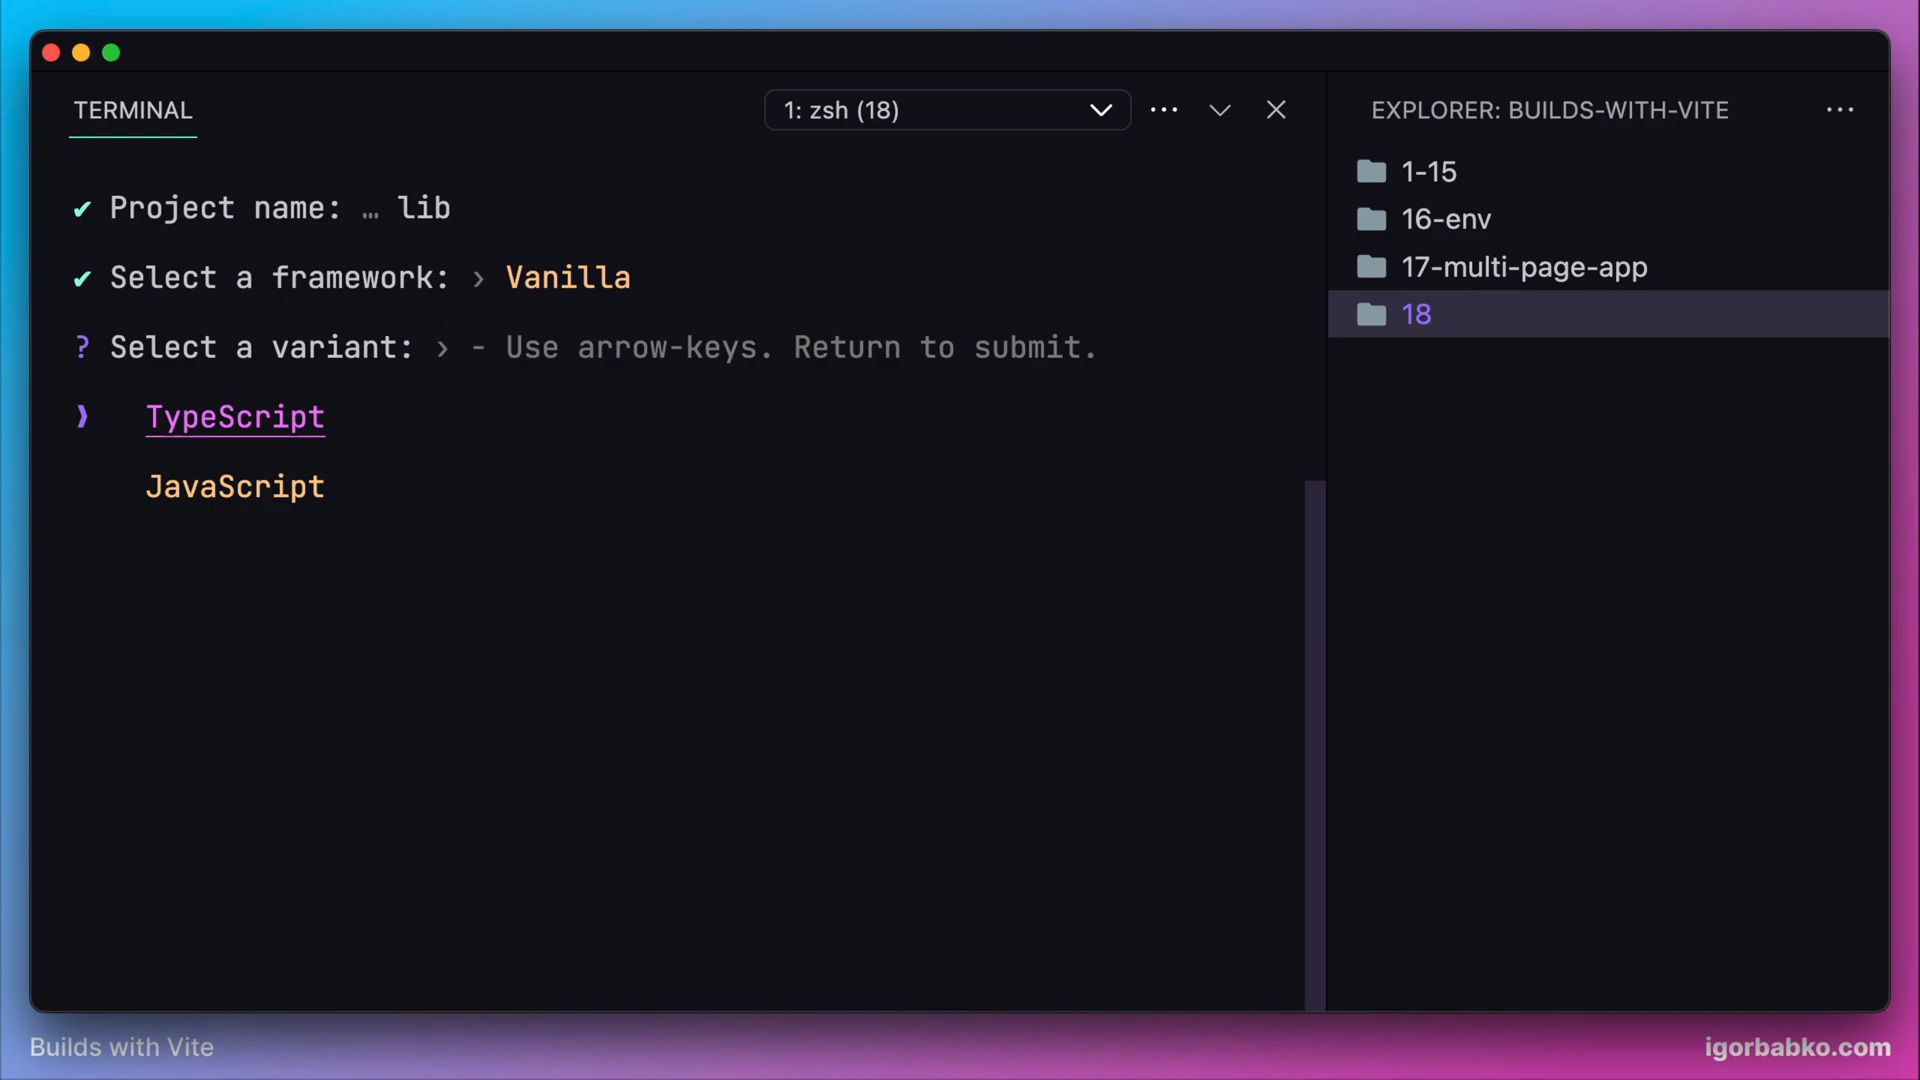 TERMINAL
1: zsh (18)
✔ Project name: … lib
✔ Select a framework: › Vanilla
? Select a variant: › - Use arrow-keys. Return to submit.
❯ TypeScript
JavaScript
EXPLORER: BUILDS-WITH-VITE
1-15
16-env
17-multi-page-app
18
Builds with Vite
igorbabko.com